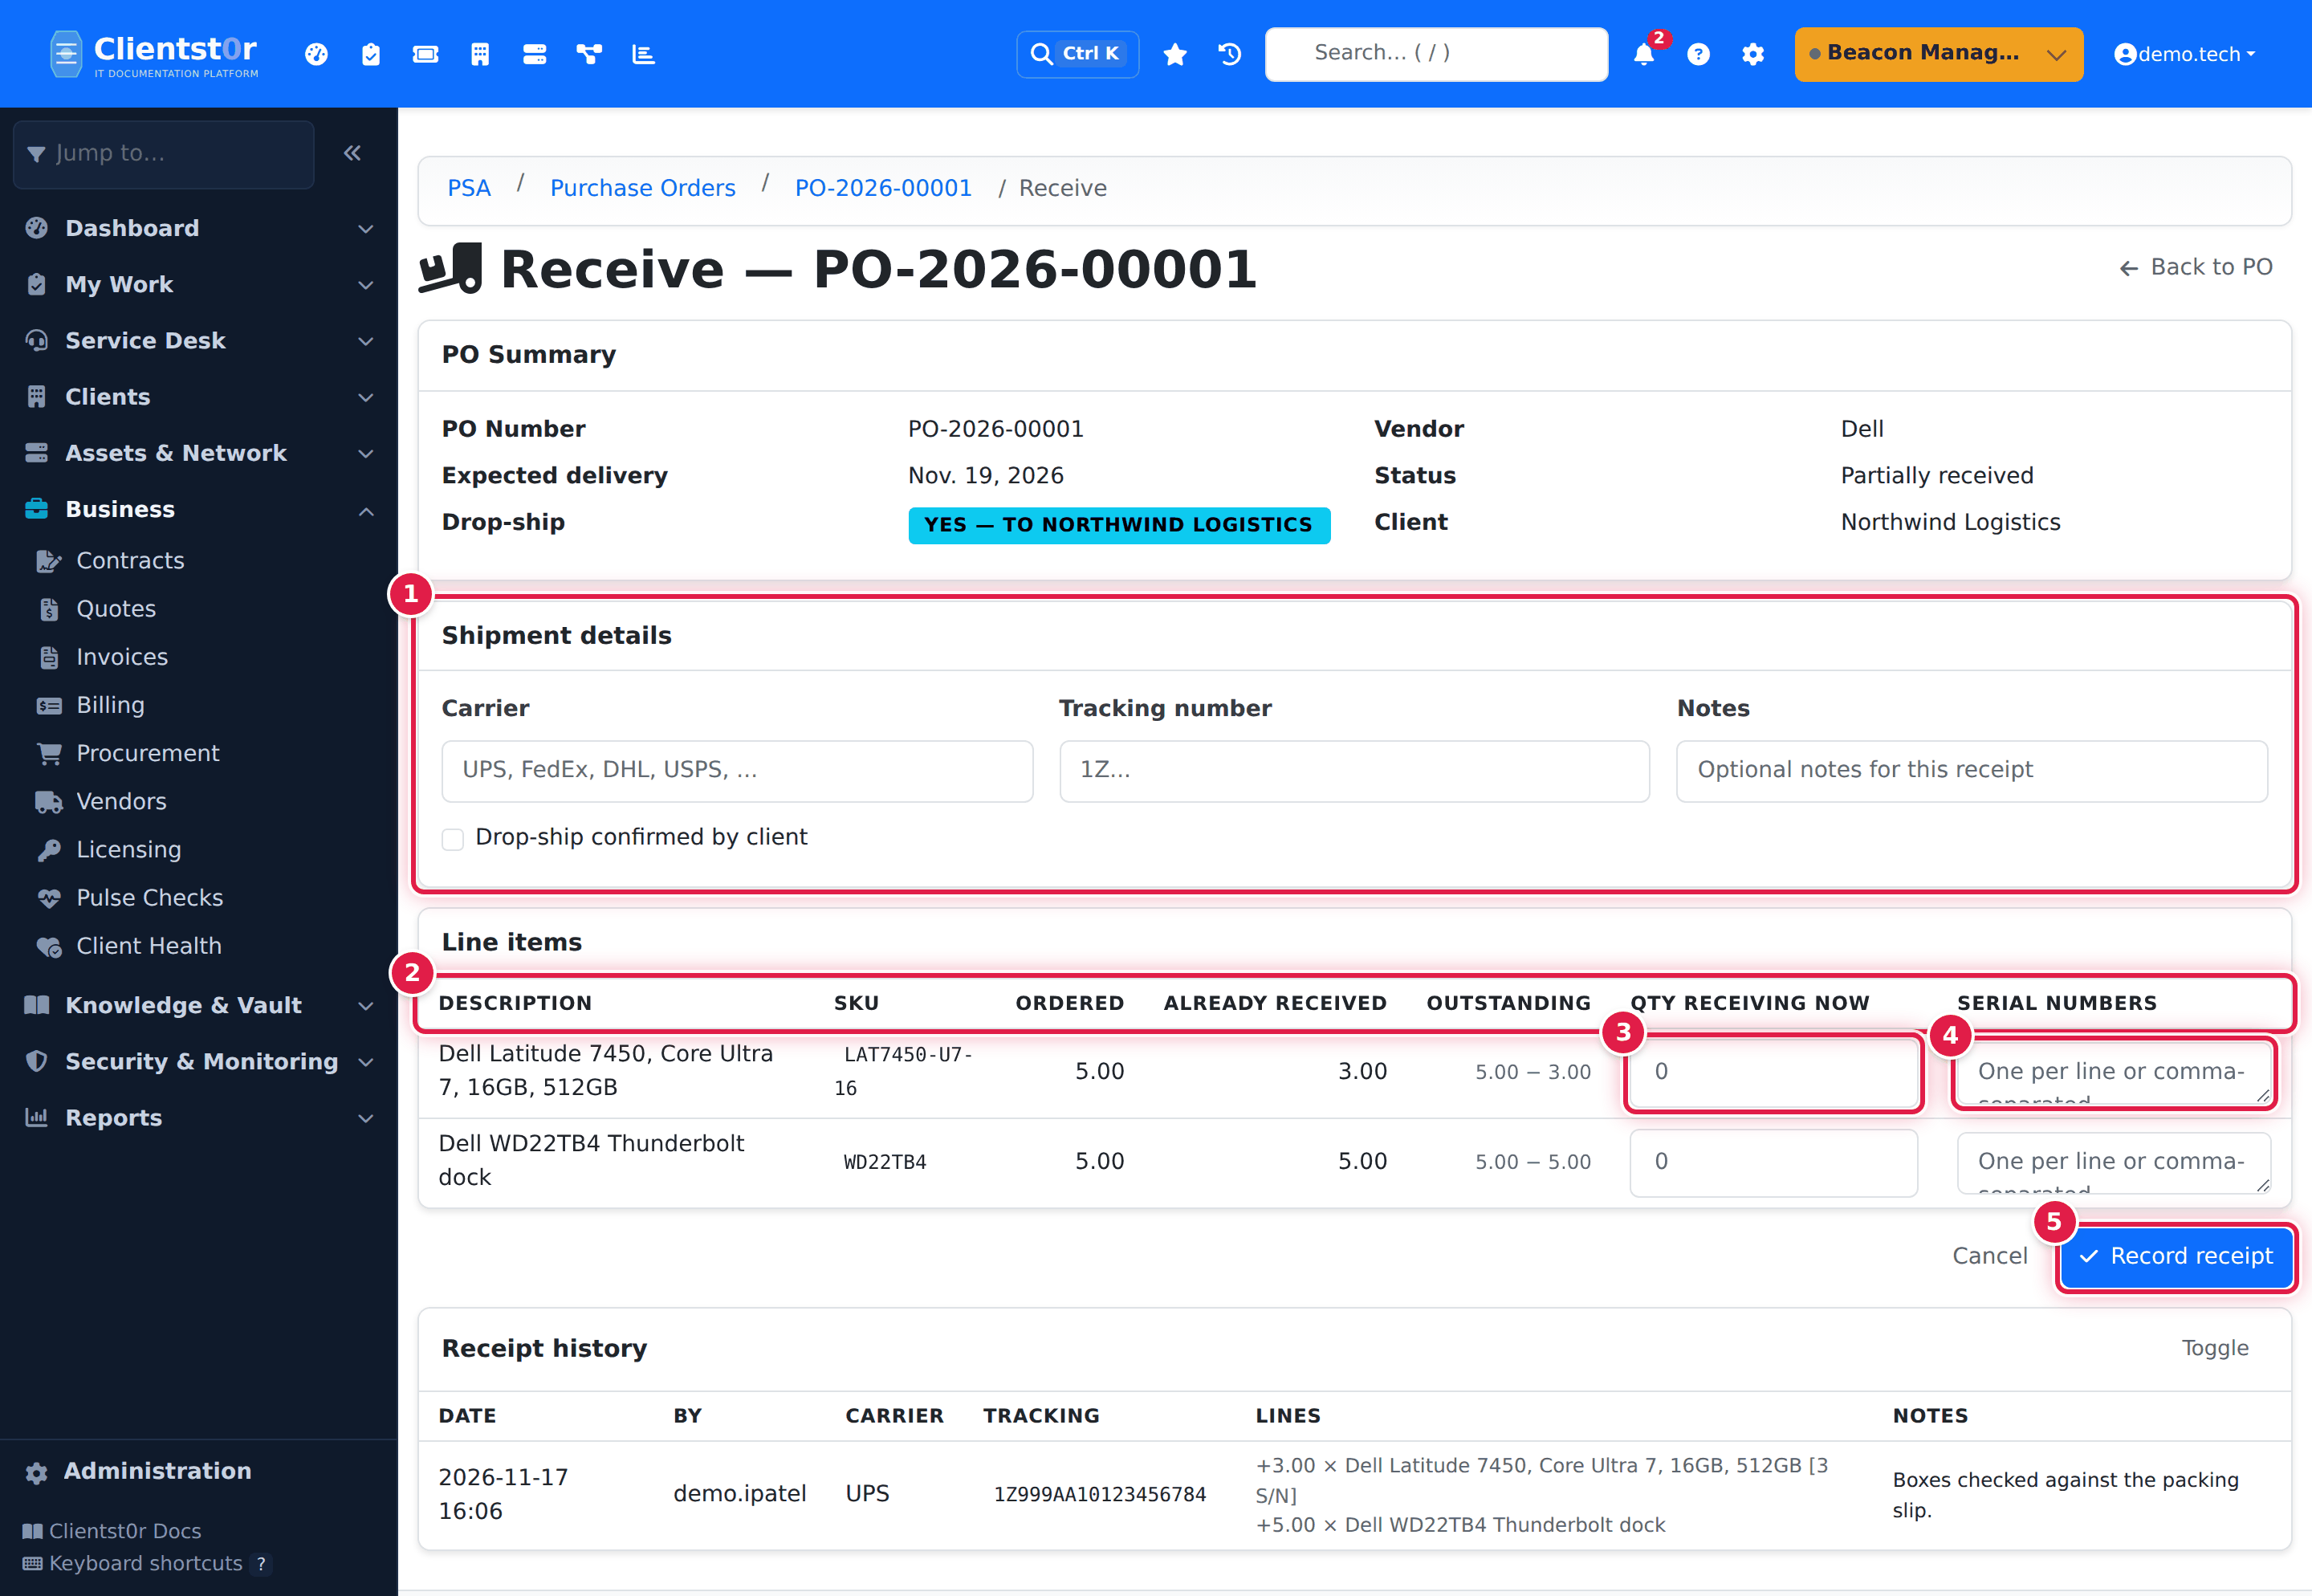 Clientst0r
IT DOCUMENTATION PLATFORM
Ctrl K
Search... ( / )
2
?
Beacon Manag...
demo.tech
Jump to...
Dashboard
My Work
Service Desk
Clients
Assets & Network
Business
Contracts
Quotes
Invoices
Billing
Procurement
Vendors
Licensing
Pulse Checks
Client Health
Knowledge & Vault
Security & Monitoring
Reports
Administration
Clientst0r Docs
Keyboard shortcuts ?
PSA / Purchase Orders / PO-2026-00001 / Receive
Receive — PO-2026-00001
Back to PO
PO Summary
PO Number PO-2026-00001 Vendor Dell
Expected delivery Nov. 19, 2026 Status Partially received
Drop-ship YES — TO NORTHWIND LOGISTICS Client Northwind Logistics
1
Shipment details
Carrier Tracking number Notes
UPS, FedEx, DHL, USPS, ... 1Z... Optional notes for this receipt
Drop-ship confirmed by client
Line items
2
DESCRIPTION SKU ORDERED ALREADY RECEIVED OUTSTANDING QTY RECEIVING NOW SERIAL NUMBERS
3 4
Dell Latitude 7450, Core Ultra LAT7450-U7-
7, 16GB, 512GB 16 5.00 3.00 5.00 − 3.00 0 One per line or comma-
separated
Dell WD22TB4 Thunderbolt
dock WD22TB4 5.00 5.00 5.00 − 5.00 0 One per line or comma-
separated
5
Cancel Record receipt
Receipt history Toggle
DATE BY CARRIER TRACKING LINES NOTES
2026-11-17
16:06 demo.ipatel UPS 1Z999AA10123456784
+3.00 × Dell Latitude 7450, Core Ultra 7, 16GB, 512GB [3
S/N]
+5.00 × Dell WD22TB4 Thunderbolt dock
Boxes checked against the packing
slip.